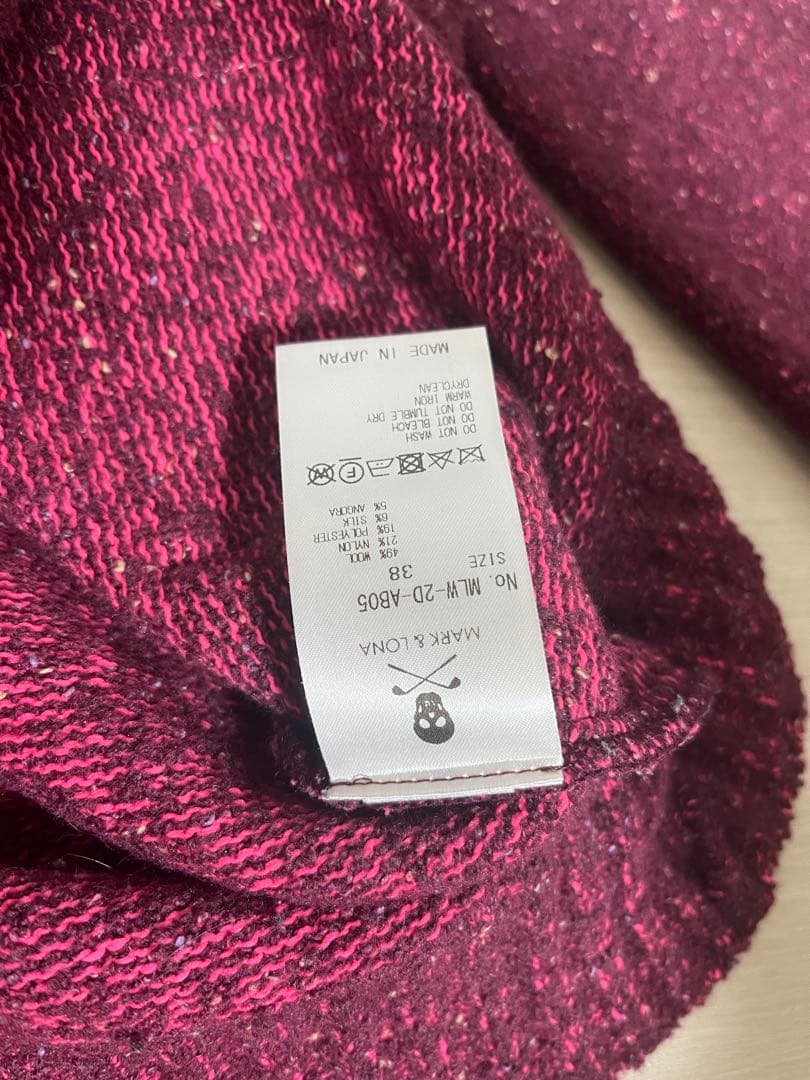 MARK & LONA
No. MLW-2D-AB05
SIZE 38
49% WOOL
21% NYLON
19% POLYESTER
6% SILK
5% ANGORA
F W
DO NOT WASH
DO NOT BLEACH
DO NOT TUMBLE DRY
WARM IRON
DRYCLEAN
MADE IN JAPAN